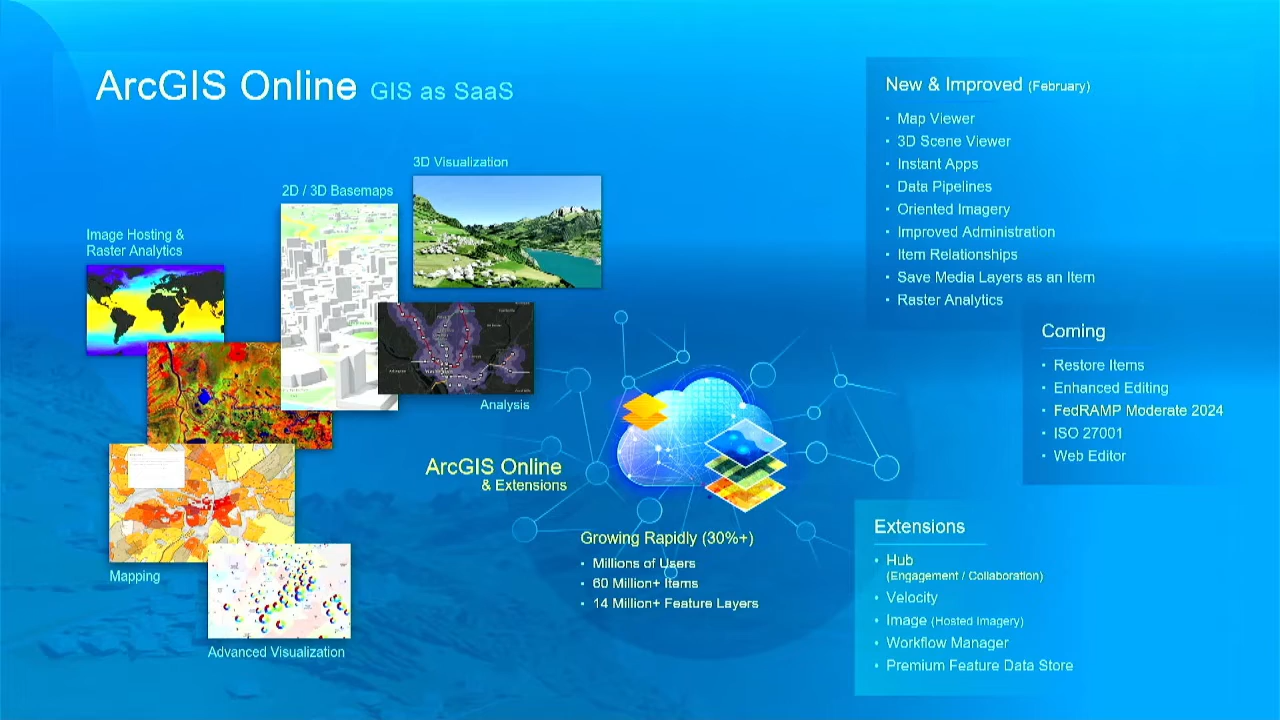 ArcGIS Online GIS as SaaS
3D Visualization
2D / 3D Basemaps
Image Hosting &
Raster Analytics
Analysis
Mapping
Advanced Visualization
ArcGIS Online
& Extensions
Growing Rapidly (30%+)
• Millions of Users
• 60 Million+ Items
• 14 Million+ Feature Layers
New & Improved (February)
• Map Viewer
• 3D Scene Viewer
• Instant Apps
• Data Pipelines
• Oriented Imagery
• Improved Administration
• Item Relationships
• Save Media Layers as an Item
• Raster Analytics
Coming
• Restore Items
• Enhanced Editing
• FedRAMP Moderate 2024
• ISO 27001
• Web Editor
Extensions
• Hub
(Engagement / Collaboration)
• Velocity
• Image (Hosted Imagery)
• Workflow Manager
• Premium Feature Data Store